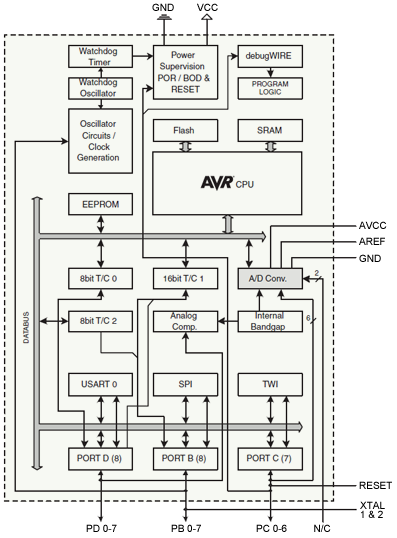 GND VCC
Watchdog
Timer
Power
Supervision
POR / BOD &
RESET
debugWIRE
Watchdog
Oscillator
PROGRAM
LOGIC
Oscillator
Circuits /
Clock
Generation
Flash
SRAM
AVR CPU
EEPROM
AVCC
AREF
GND
8bit T/C 0
16bit T/C 1
A/D Conv.
2
DATABUS
8bit T/C 2
Analog
Comp.
Internal
Bandgap
6
USART 0
SPI
TWI
PORT D (8)
PORT B (8)
PORT C (7)
RESET
XTAL
1 & 2
PD 0-7 PB 0-7 PC 0-6 N/C